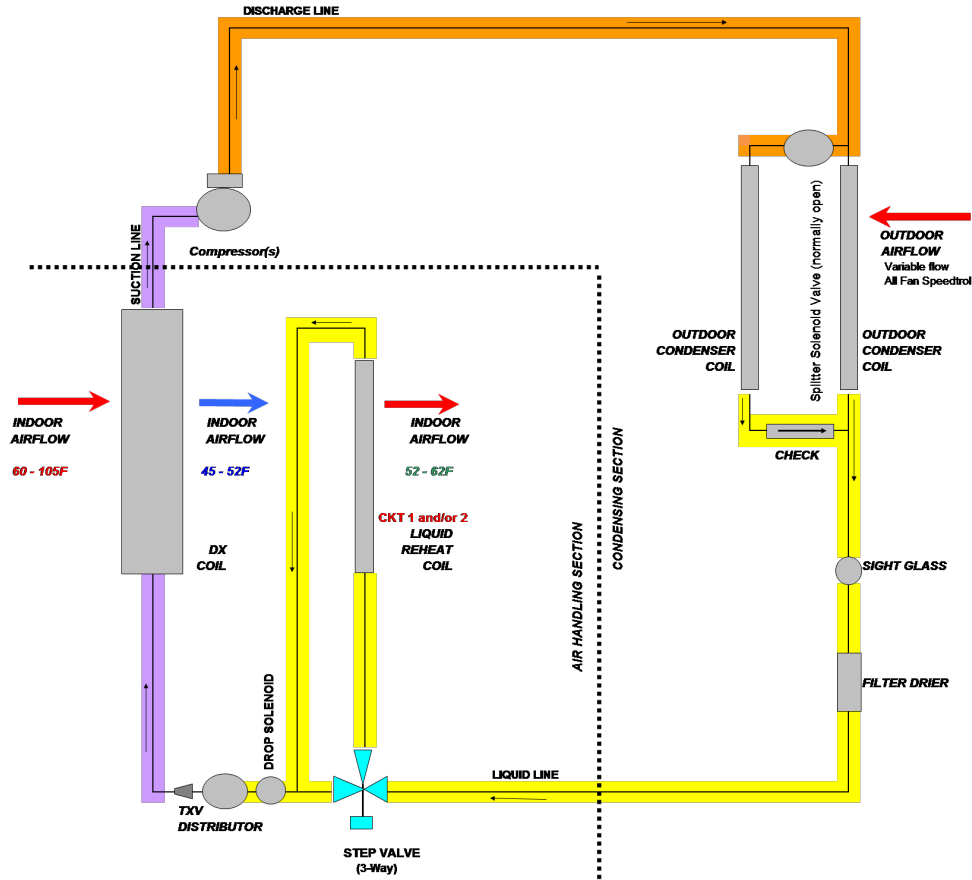 DISCHARGE LINE
SUCTION LINE
Compressor(s)
Splitter Solenoid Valve (normally open)
OUTDOOR
AIRFLOW
Variable flow
All Fan Speedtrol
OUTDOOR
CONDENSER
COIL
OUTDOOR
CONDENSER
COIL
INDOOR
AIRFLOW
60 - 105F
INDOOR
AIRFLOW
45 - 52F
INDOOR
AIRFLOW
52 - 62F
CHECK
CKT 1 and/or 2
LIQUID
REHEAT
COIL
DX
COIL
AIR HANDLING SECTION
CONDENSING SECTION
SIGHT GLASS
FILTER DRIER
DROP SOLENOID
LIQUID LINE
TXV
DISTRIBUTOR
STEP VALVE
(3-Way)